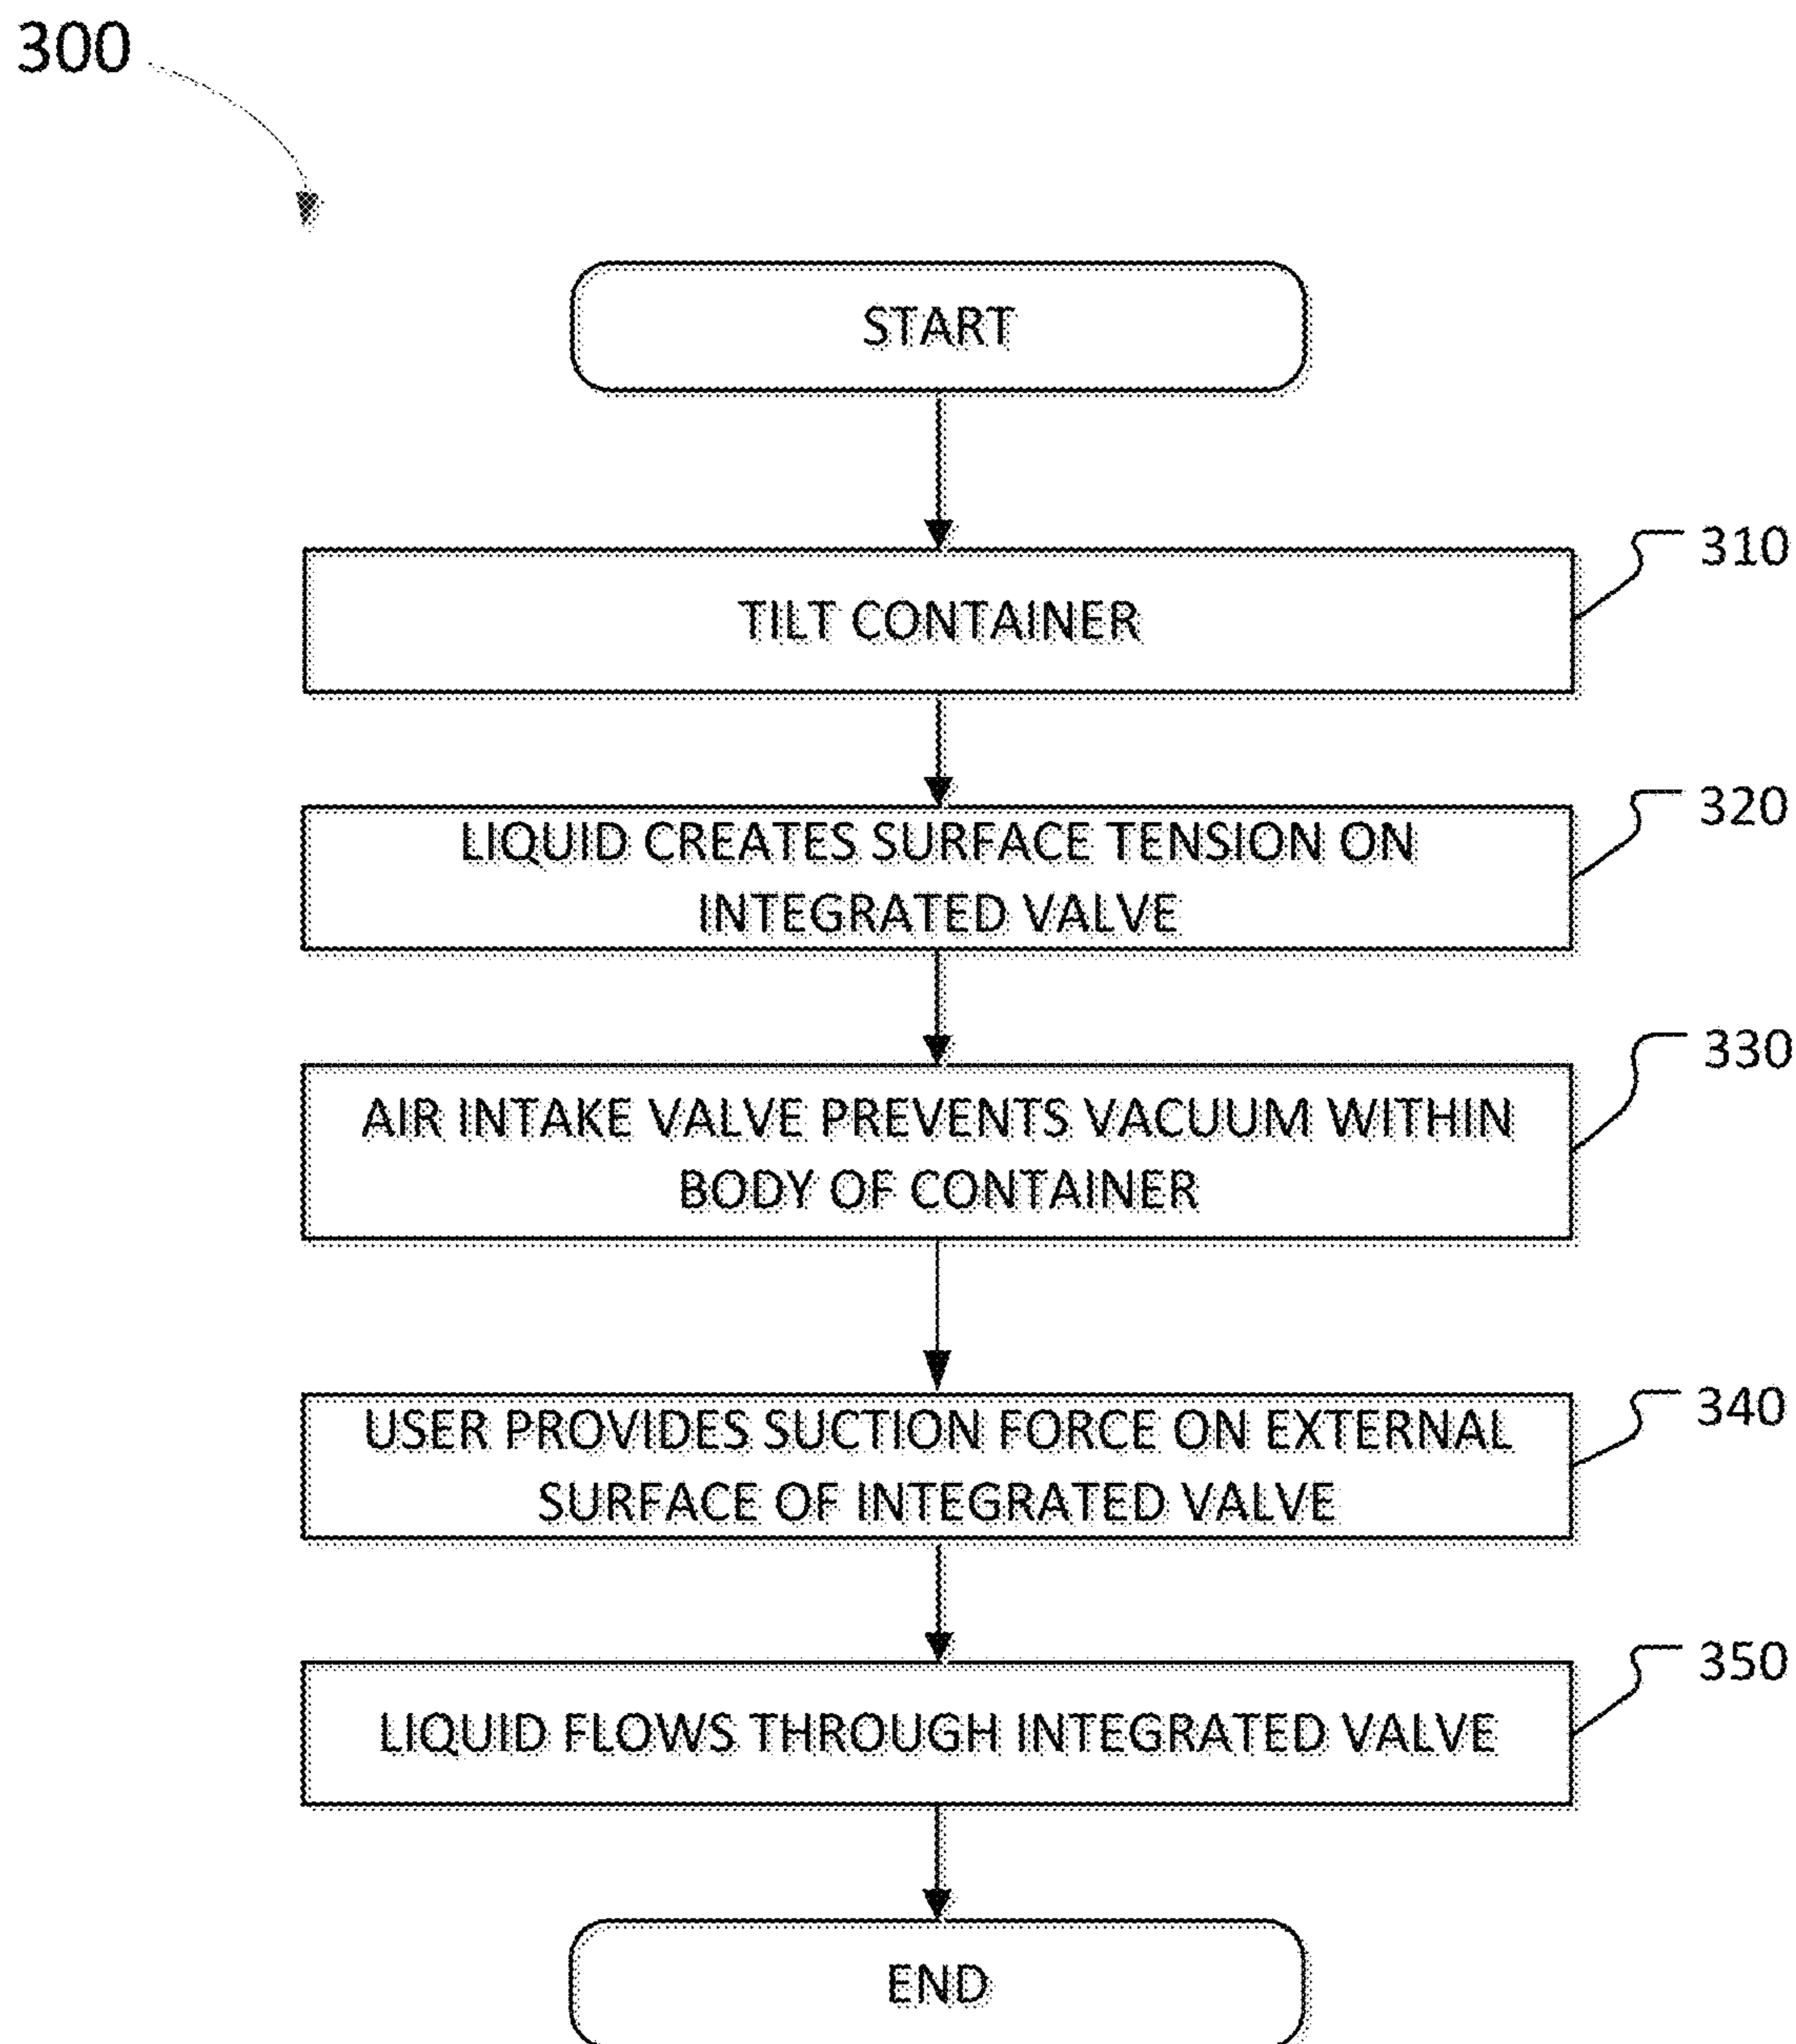 300
START
310
TILT CONTAINER
320
LIQUID CREATES SURFACE TENSION ON
INTEGRATED VALVE
330
AIR INTAKE VALVE PREVENTS VACUUM WITHIN
BODY OF CONTAINER
340
USER PROVIDES SUCTION FORCE ON EXTERNAL
SURFACE OF INTEGRATED VALVE
350
LIQUID FLOWS THROUGH INTEGRATED VALVE
END